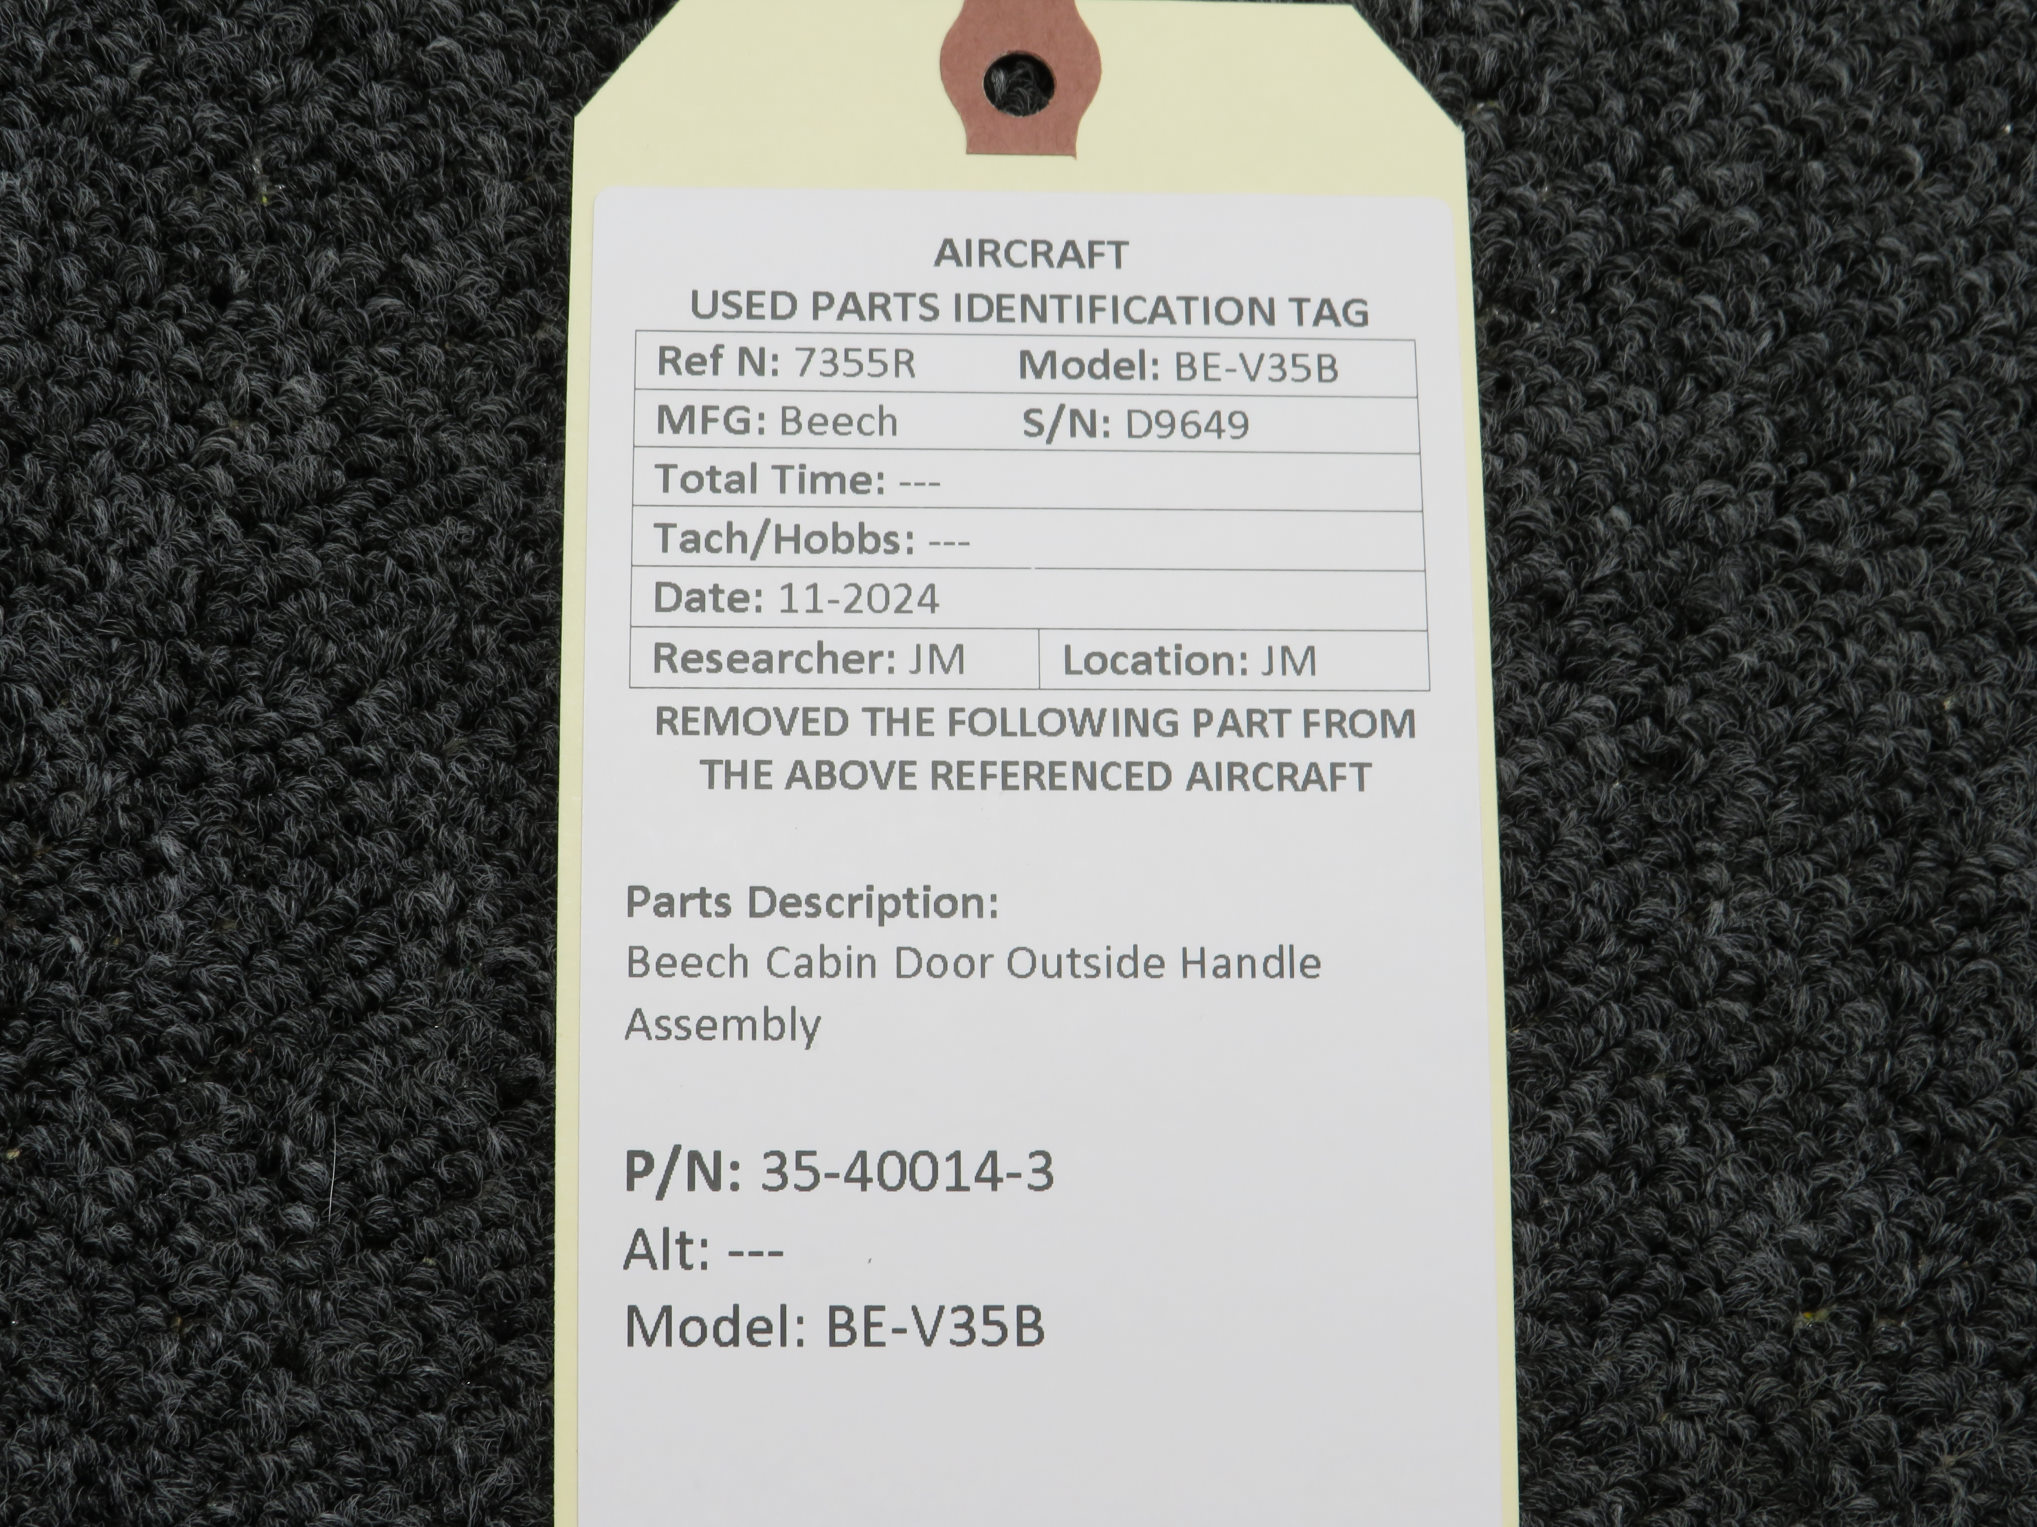 AIRCRAFT
USED PARTS IDENTIFICATION TAG
Ref N: 7355R Model: BE-V35B
MFG: Beech S/N: D9649
Total Time: ---
Tach/Hobbs: ---
Date: 11-2024
Researcher: JM Location: JM
REMOVED THE FOLLOWING PART FROM
THE ABOVE REFERENCED AIRCRAFT
Parts Description:
Beech Cabin Door Outside Handle
Assembly
P/N: 35-40014-3
Alt: ---
Model: BE-V35B